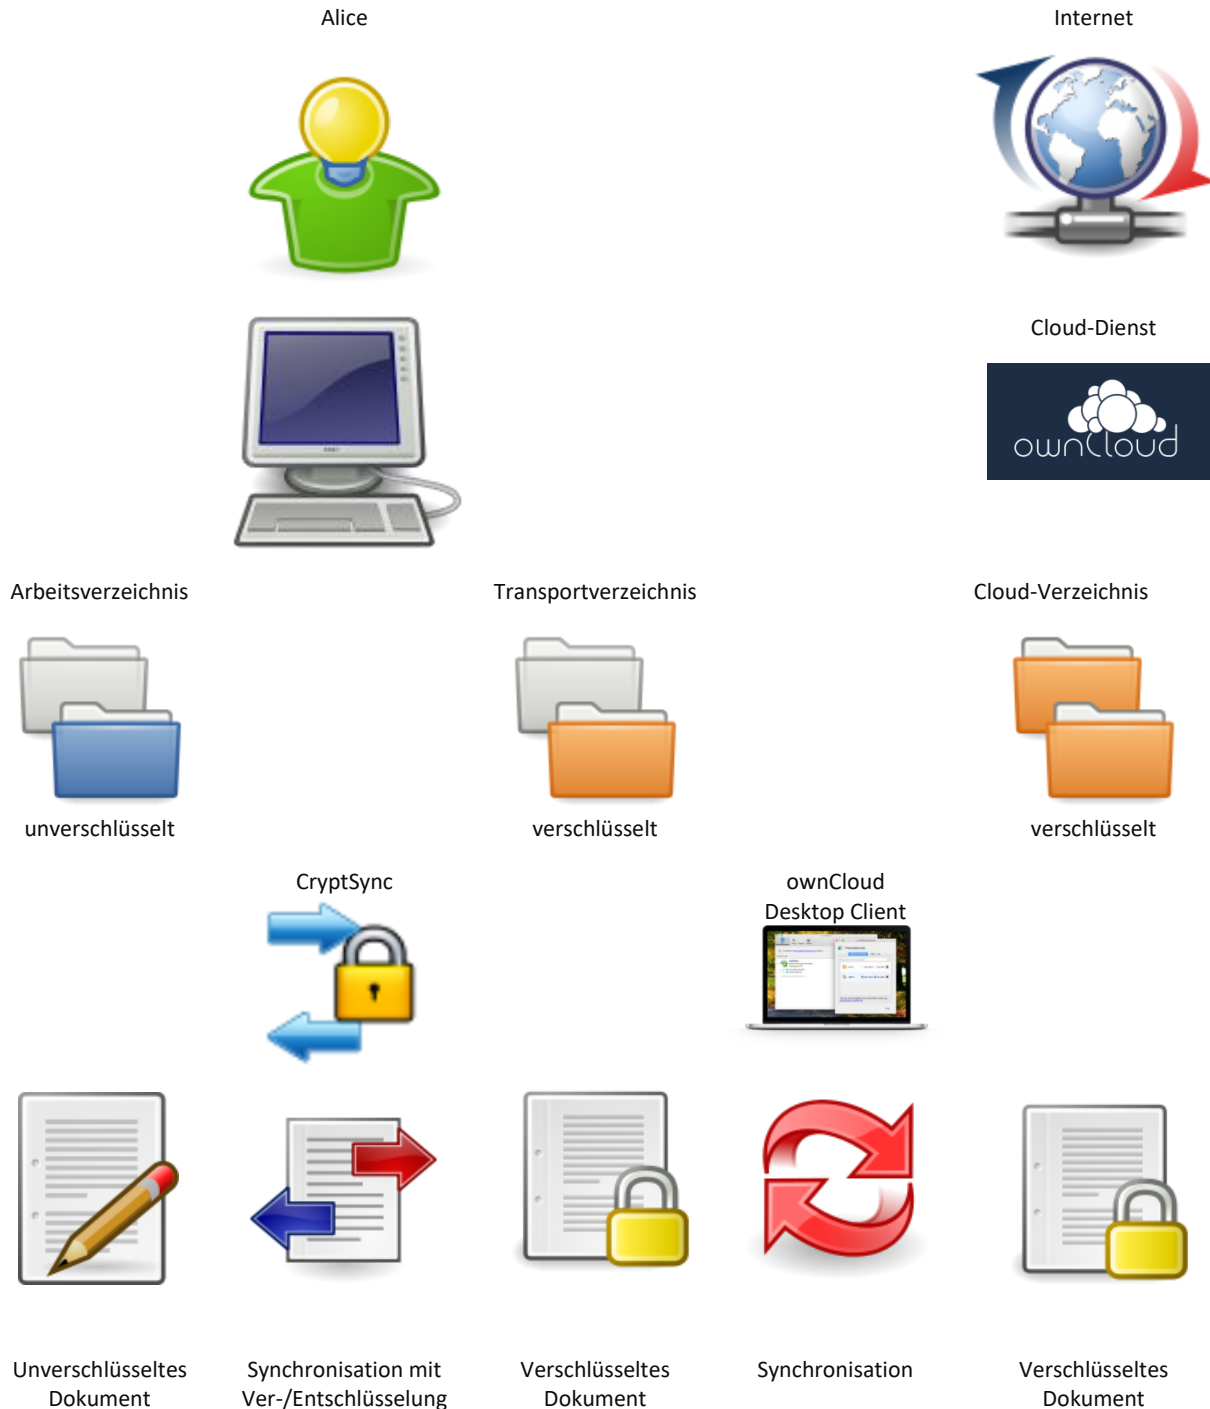 Alice
Internet
Cloud-Dienst
ownCloud
Arbeitsverzeichnis
Transportverzeichnis
Cloud-Verzeichnis
unverschlüsselt
verschlüsselt
verschlüsselt
CryptSync
ownCloud
Desktop Client
Unverschlüsseltes
Dokument
Synchronisation mit
Ver-/Entschlüsselung
Verschlüsseltes
Dokument
Synchronisation
Verschlüsseltes
Dokument